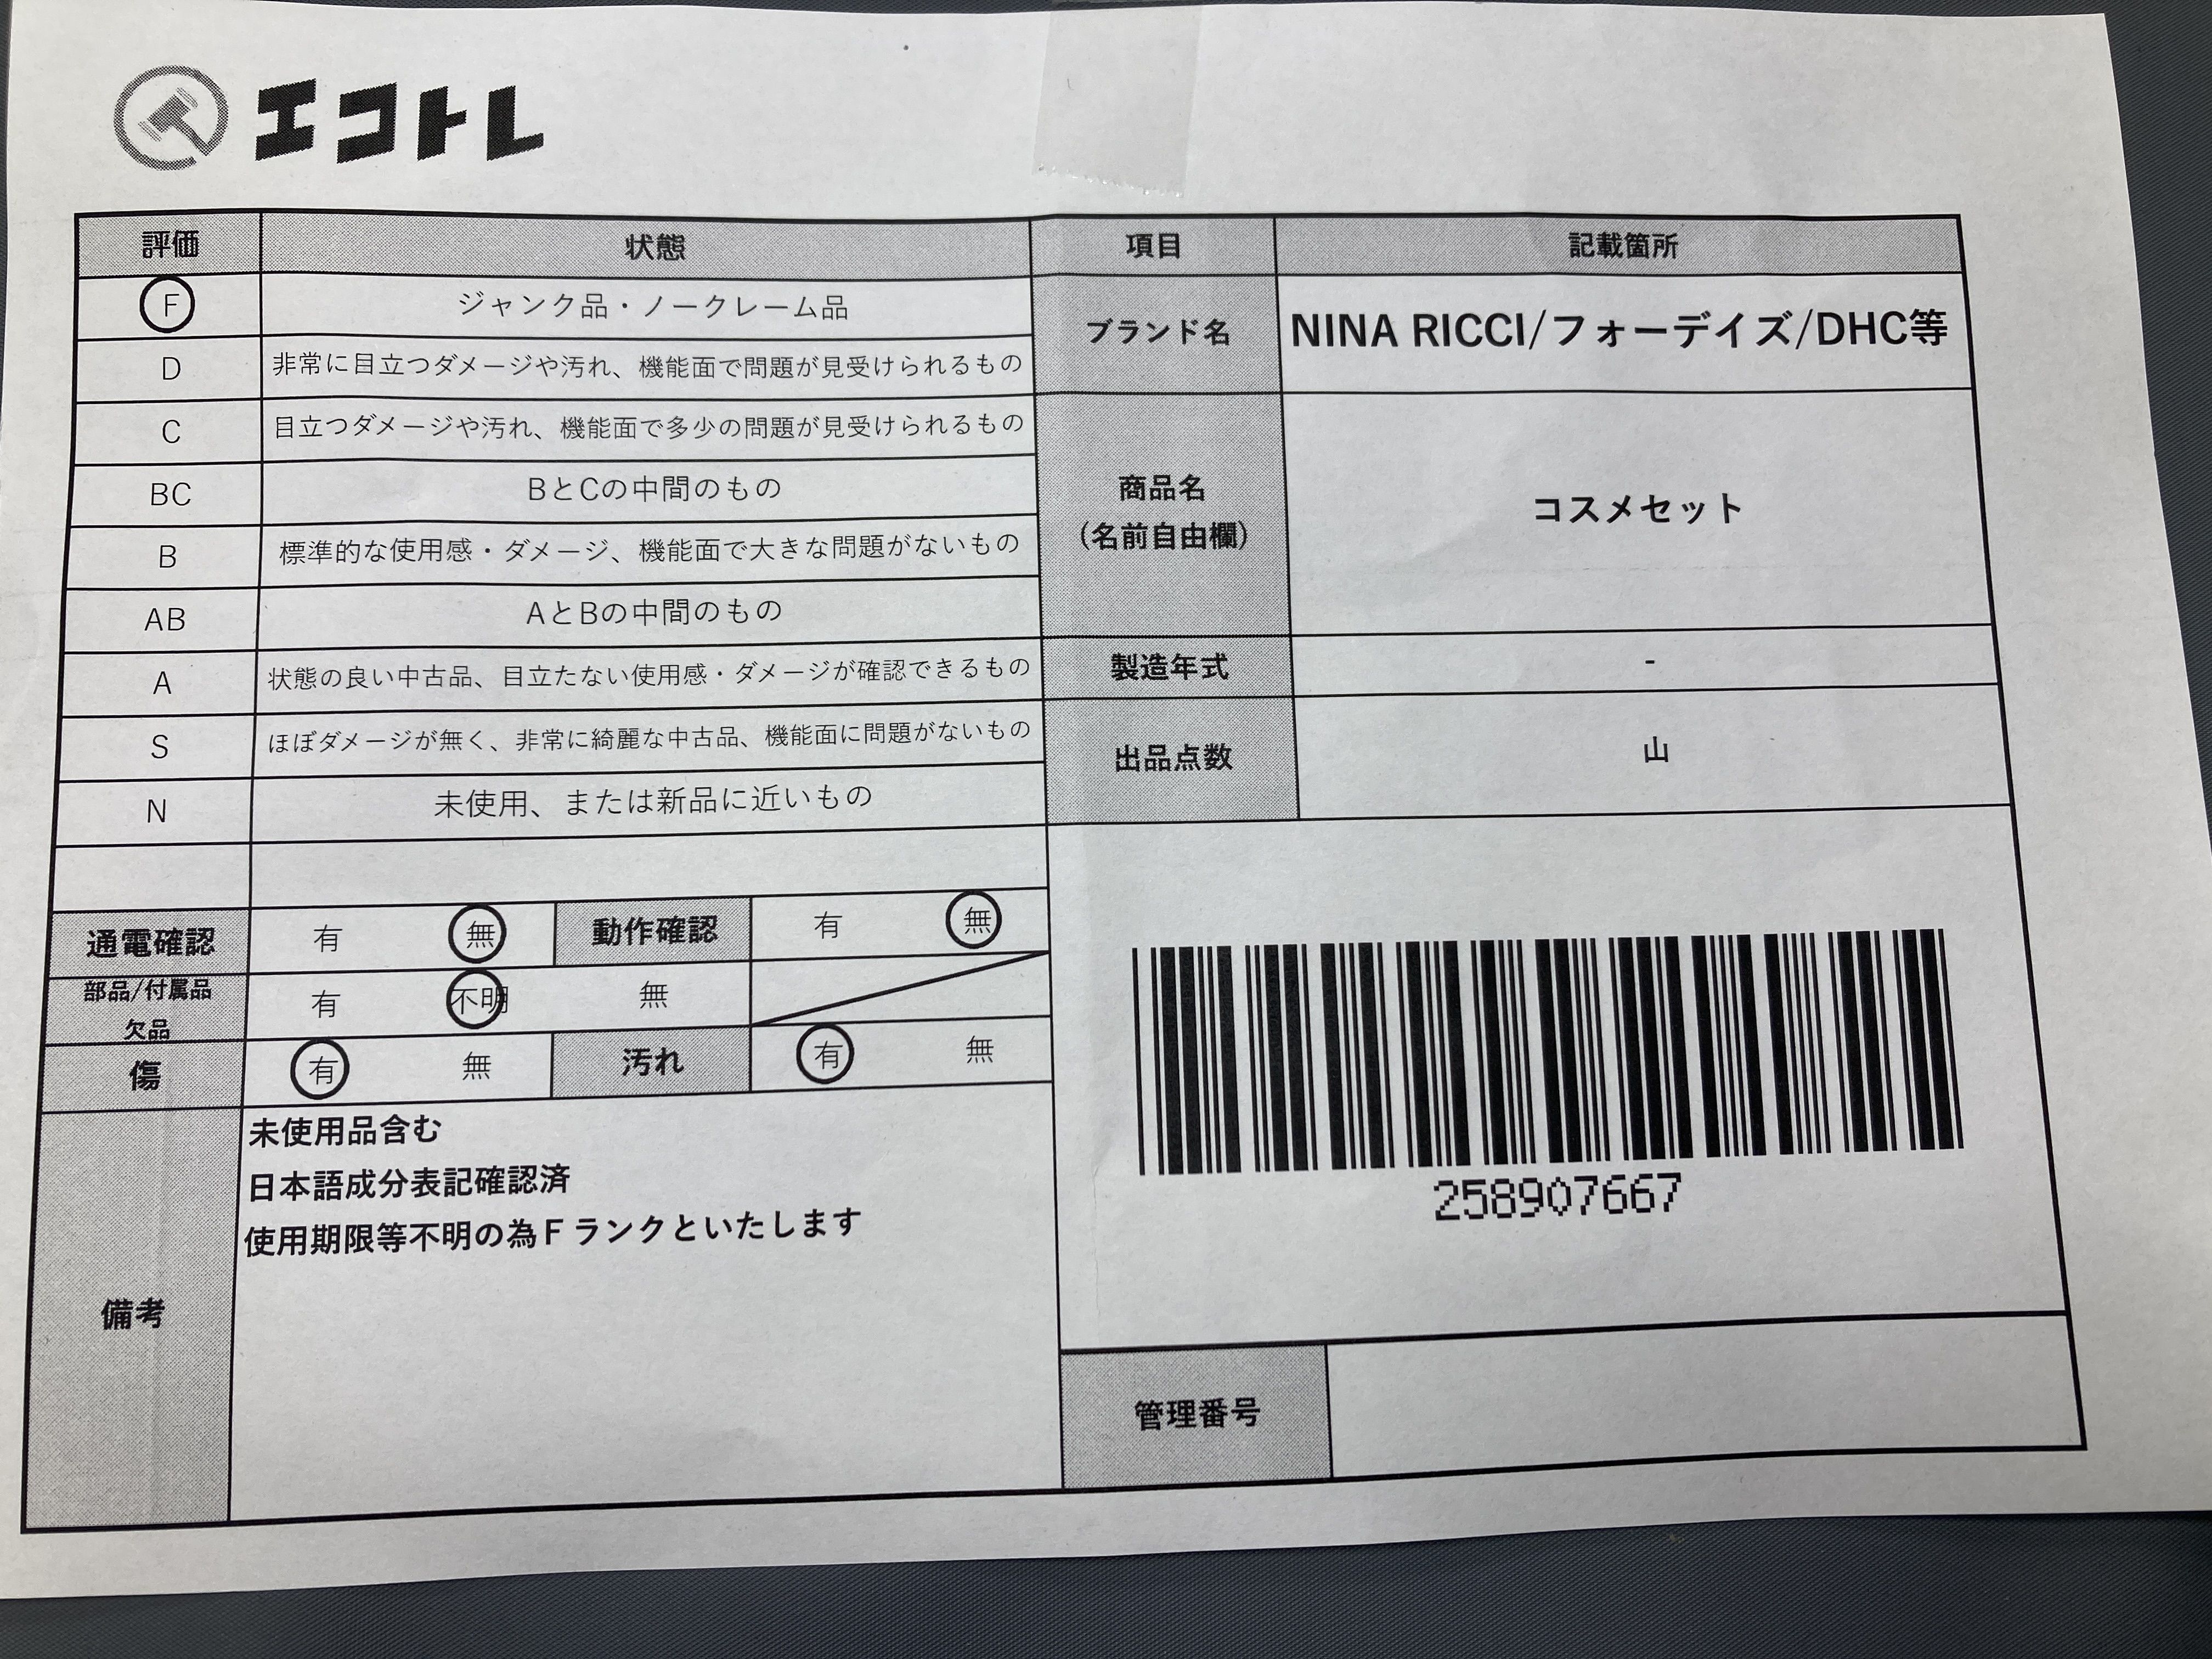 エコトレ
評価 状態 項目 記載箇所
F ジャンク品・ノークレーム品
D 非常に目立つダメージや汚れ、機能面で問題が見受けられるもの
C 目立つダメージや汚れ、機能面で多少の問題が見受けられるもの
BC BとCの中間のもの
B 標準的な使用感・ダメージ、機能面で大きな問題がないもの
AB AとBの中間のもの
A 状態の良い中古品、目立たない使用感・ダメージが確認できるもの
S ほぼダメージが無く、非常に綺麗な中古品、機能面に問題がないもの
N 未使用、または新品に近いもの
ブランド名 NINA RICCI/フォーデイズ/DHC等
商品名
(名前自由欄)
コスメセット
製造年式 -
出品点数 山
通電確認 有 無 動作確認 有 無
部品/付属品
欠品
有 不明 無
傷 有 無 汚れ 有 無
備考
未使用品含む
日本語成分表記確認済
使用期限等不明の為Fランクといたします
258907667
管理番号